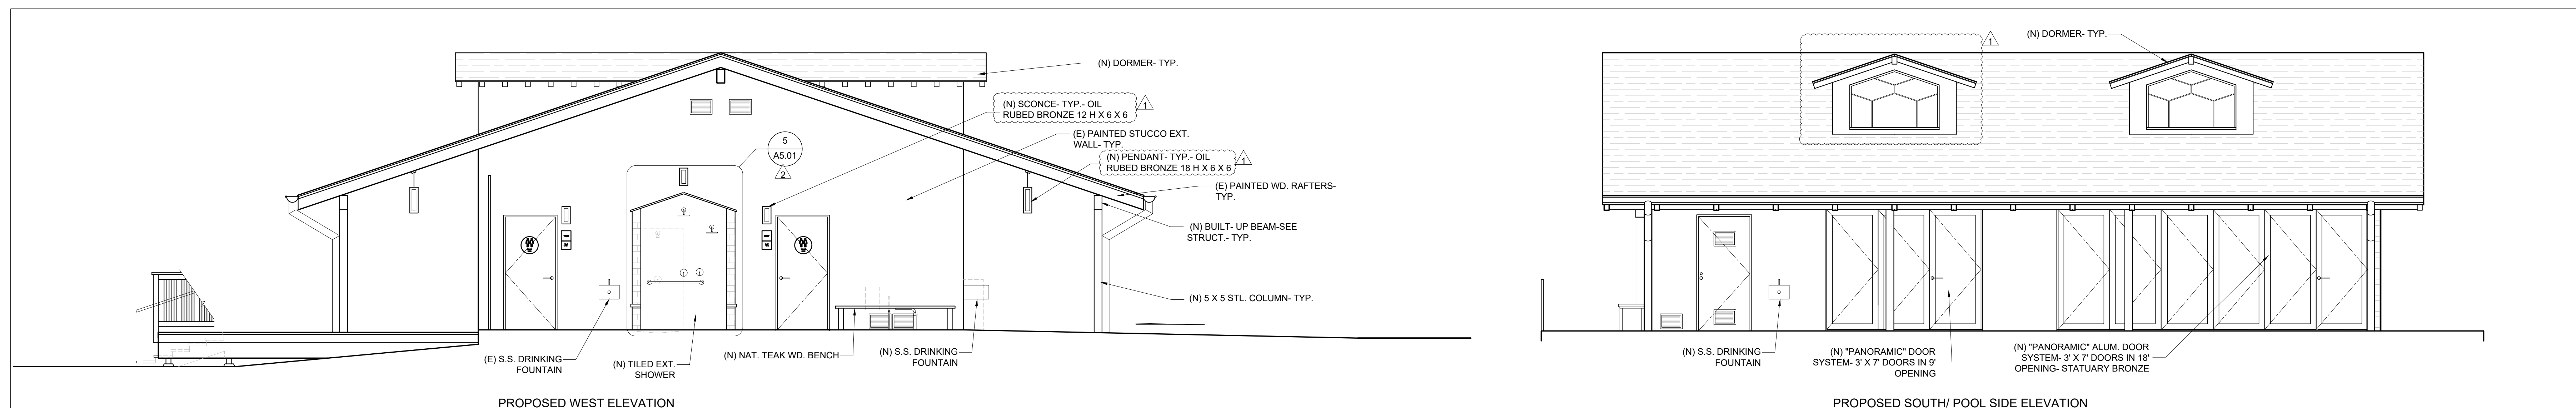 (N) DORMER- TYP.
(N) SCONCE- TYP.- OIL
RUBED BRONZE 12 H X 6 X 6
1
(E) PAINTED STUCCO EXT.
WALL- TYP.
5
A5.01
2
(N) PENDANT- TYP.- OIL
RUBED BRONZE 18 H X 6 X 6
1
(E) PAINTED WD. RAFTERS-
TYP.
(N) BUILT- UP BEAM-SEE
STRUCT.- TYP.
(N) 5 X 5 STL. COLUMN- TYP.
(E) S.S. DRINKING
FOUNTAIN
(N) TILED EXT.
SHOWER
(N) NAT. TEAK WD. BENCH
(N) S.S. DRINKING
FOUNTAIN
PROPOSED WEST ELEVATION
1
(N) DORMER- TYP.
(N) S.S. DRINKING
FOUNTAIN
(N) "PANORAMIC" DOOR
SYSTEM- 3' X 7' DOORS IN 9'
OPENING
(N) "PANORAMIC" ALUM. DOOR
SYSTEM- 3' X 7' DOORS IN 18'
OPENING- STATUARY BRONZE
PROPOSED SOUTH/ POOL SIDE ELEVATION